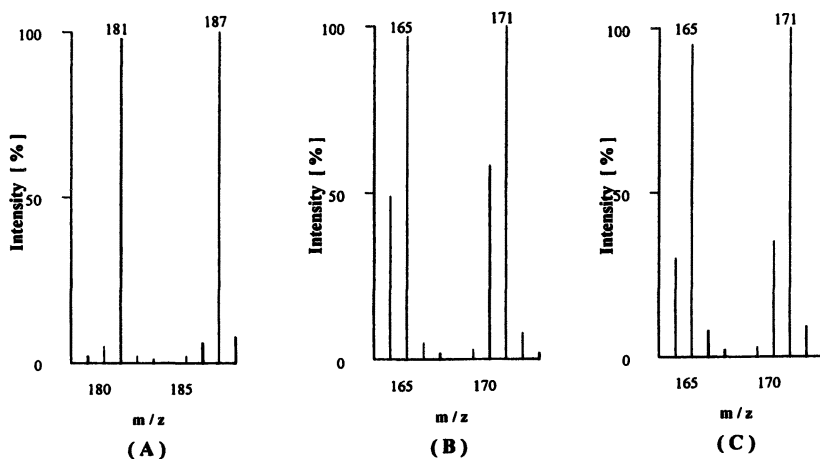 100
181
187
50
0
Intensity [ % ]
180
185
m / z
( A )
100
165
171
50
0
Intensity [ % ]
165
170
m / z
( B )
100
165
171
50
0
Intensity [ % ]
165
170
m / z
( C )